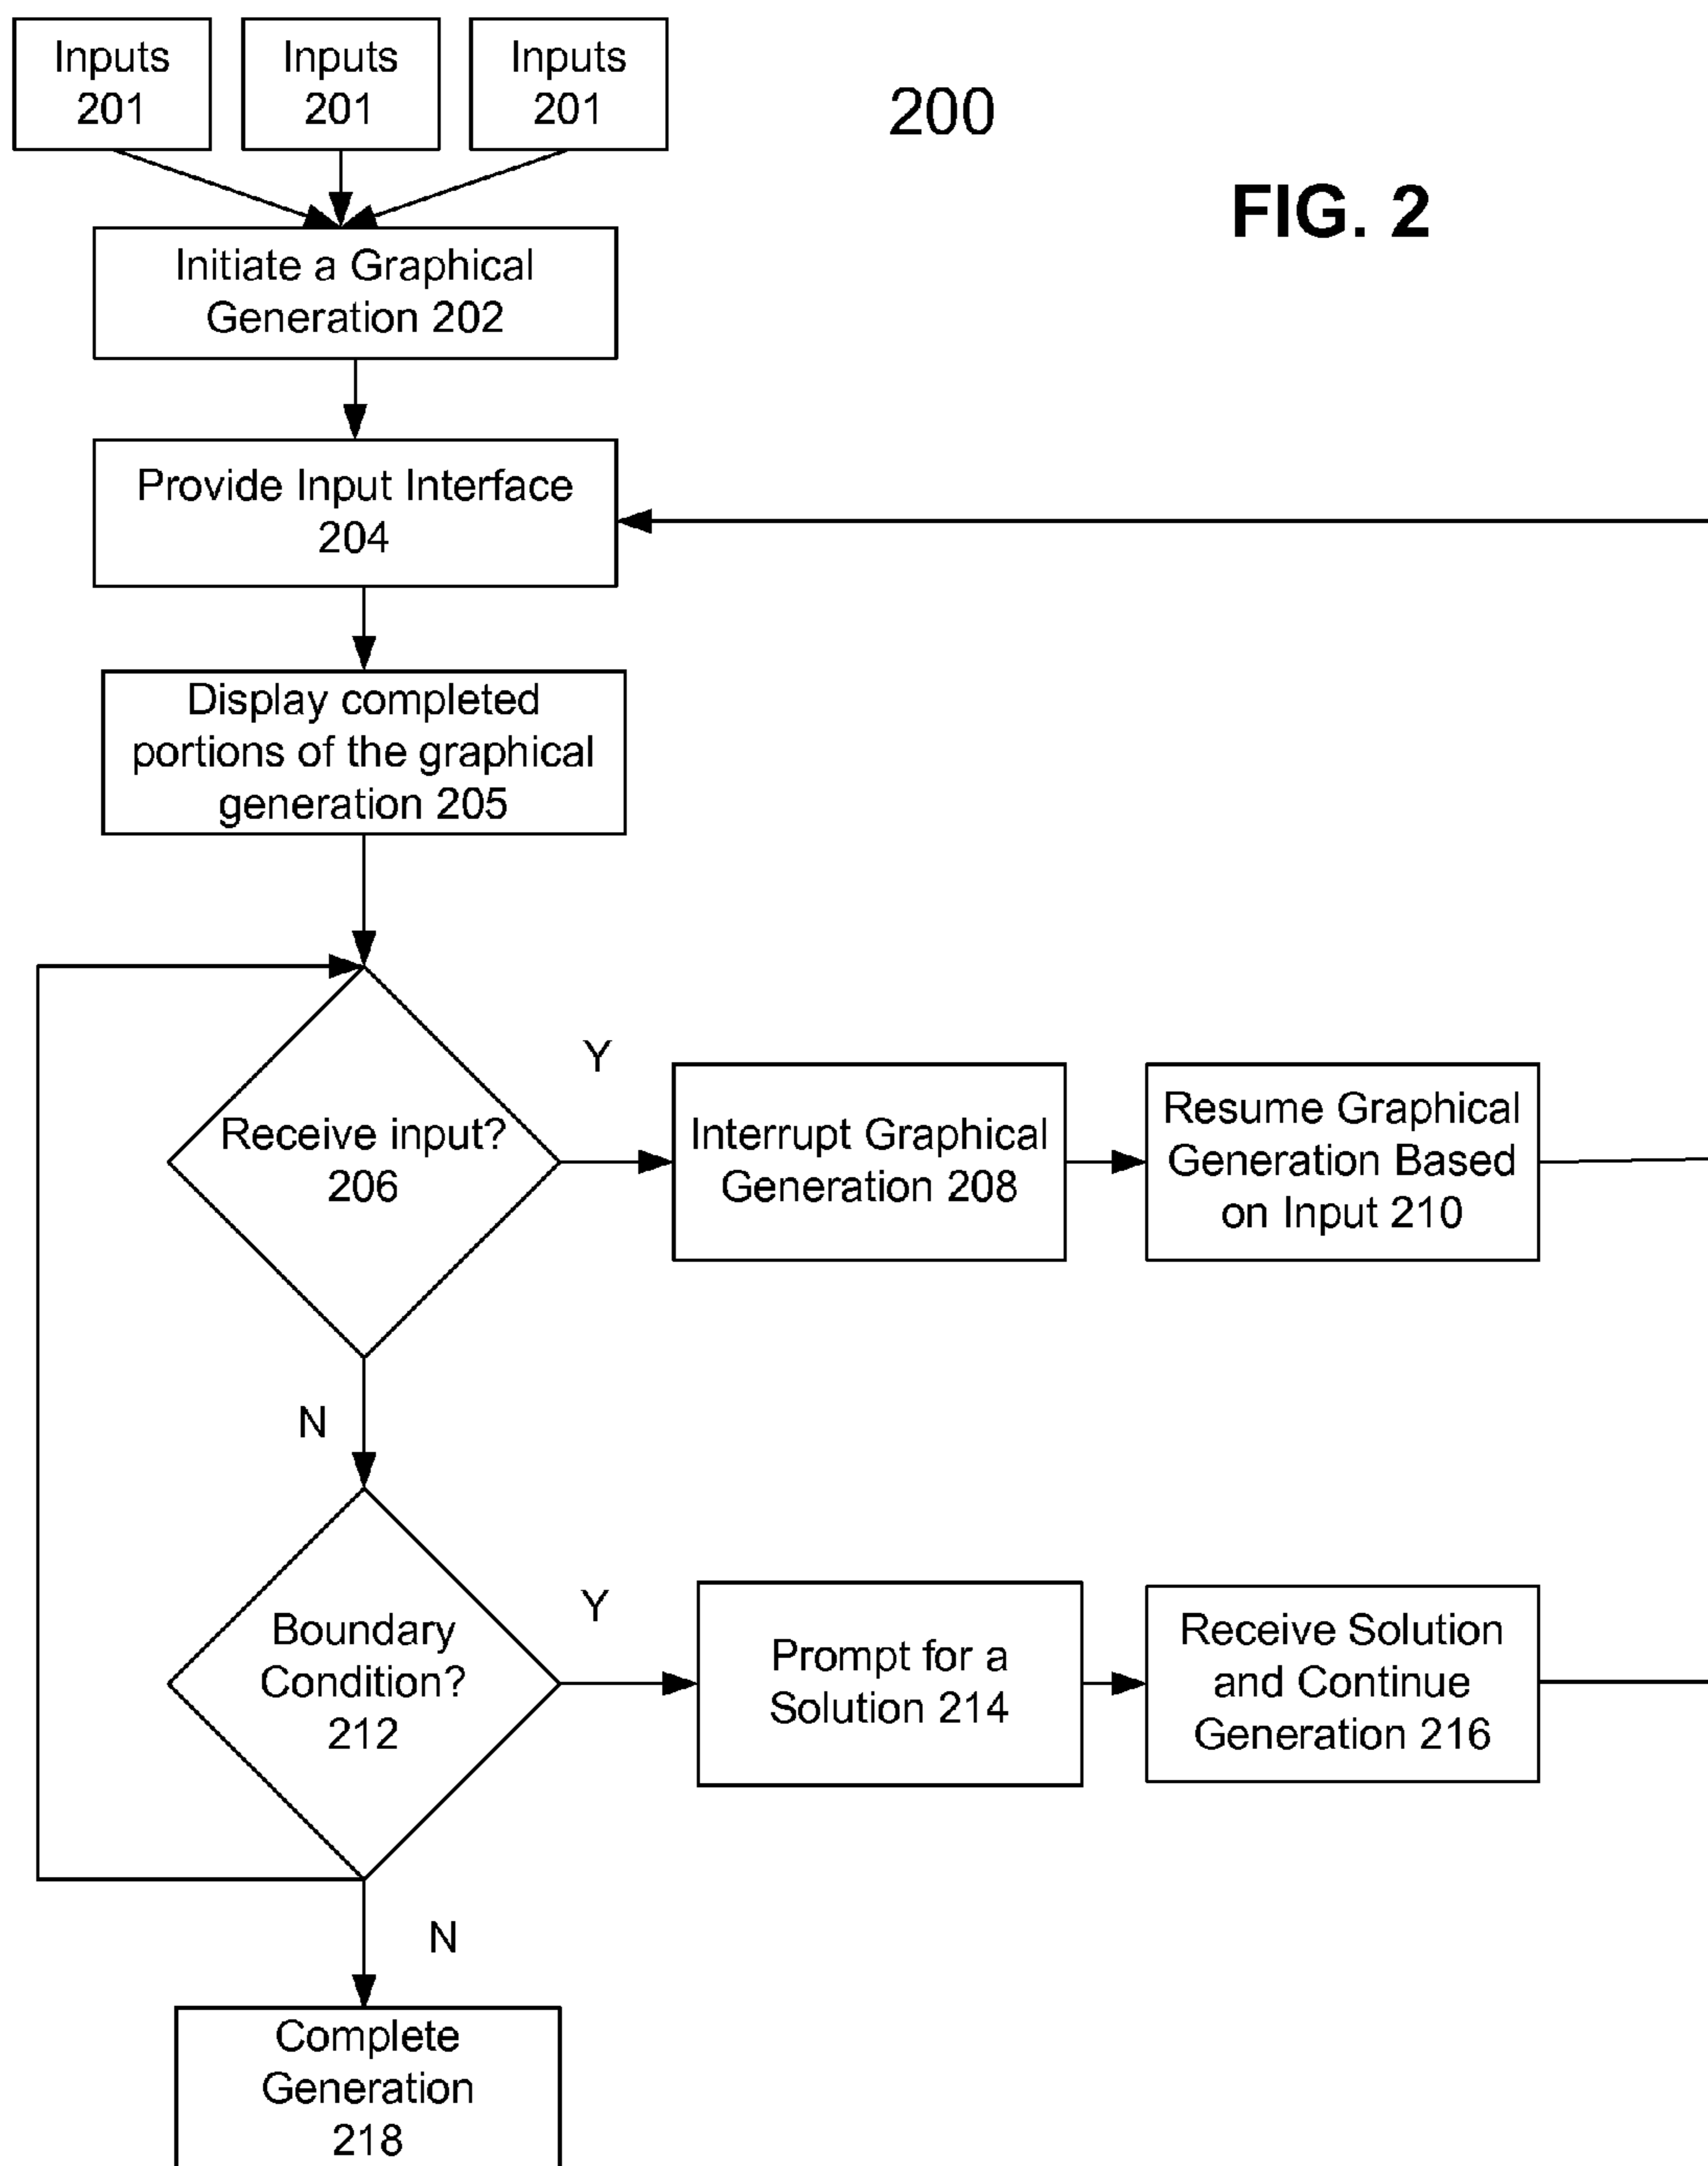 Inputs
201
Inputs
201
Inputs
201
200
FIG. 2
Initiate a Graphical
Generation 202
Provide Input Interface
204
Display completed
portions of the graphical
generation 205
Receive input?
206
Y
Interrupt Graphical
Generation 208
Resume Graphical
Generation Based
on Input 210
N
Boundary
Condition?
212
Y
Prompt for a
Solution 214
Receive Solution
and Continue
Generation 216
N
Complete
Generation
218